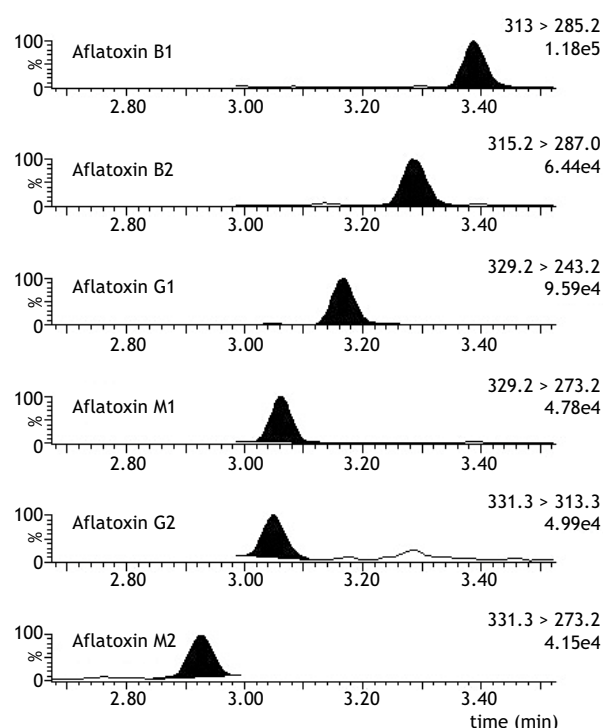 313 > 285.2
1.18e5
100
%
0
Aflatoxin B1
2.80 3.00 3.20 3.40
315.2 > 287.0
6.44e4
100
%
0
Aflatoxin B2
2.80 3.00 3.20 3.40
329.2 > 243.2
9.59e4
100
%
0
Aflatoxin G1
2.80 3.00 3.20 3.40
329.2 > 273.2
4.78e4
100
%
0
Aflatoxin M1
2.80 3.00 3.20 3.40
331.3 > 313.3
4.99e4
100
%
0
Aflatoxin G2
2.80 3.00 3.20 3.40
331.3 > 273.2
4.15e4
100
%
0
Aflatoxin M2
2.80 3.00 3.20 3.40
time (min)